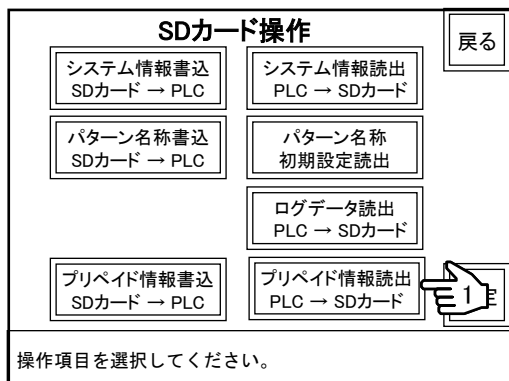 SDカード操作
戻る
システム情報書込
SDカード → PLC
システム情報読出
PLC → SDカード
パターン名称書込
SDカード → PLC
パターン名称
初期設定読出
ログデータ読出
PLC → SDカード
プリペイド情報書込
SDカード → PLC
プリペイド情報読出
PLC → SDカード
1
操作項目を選択してください。